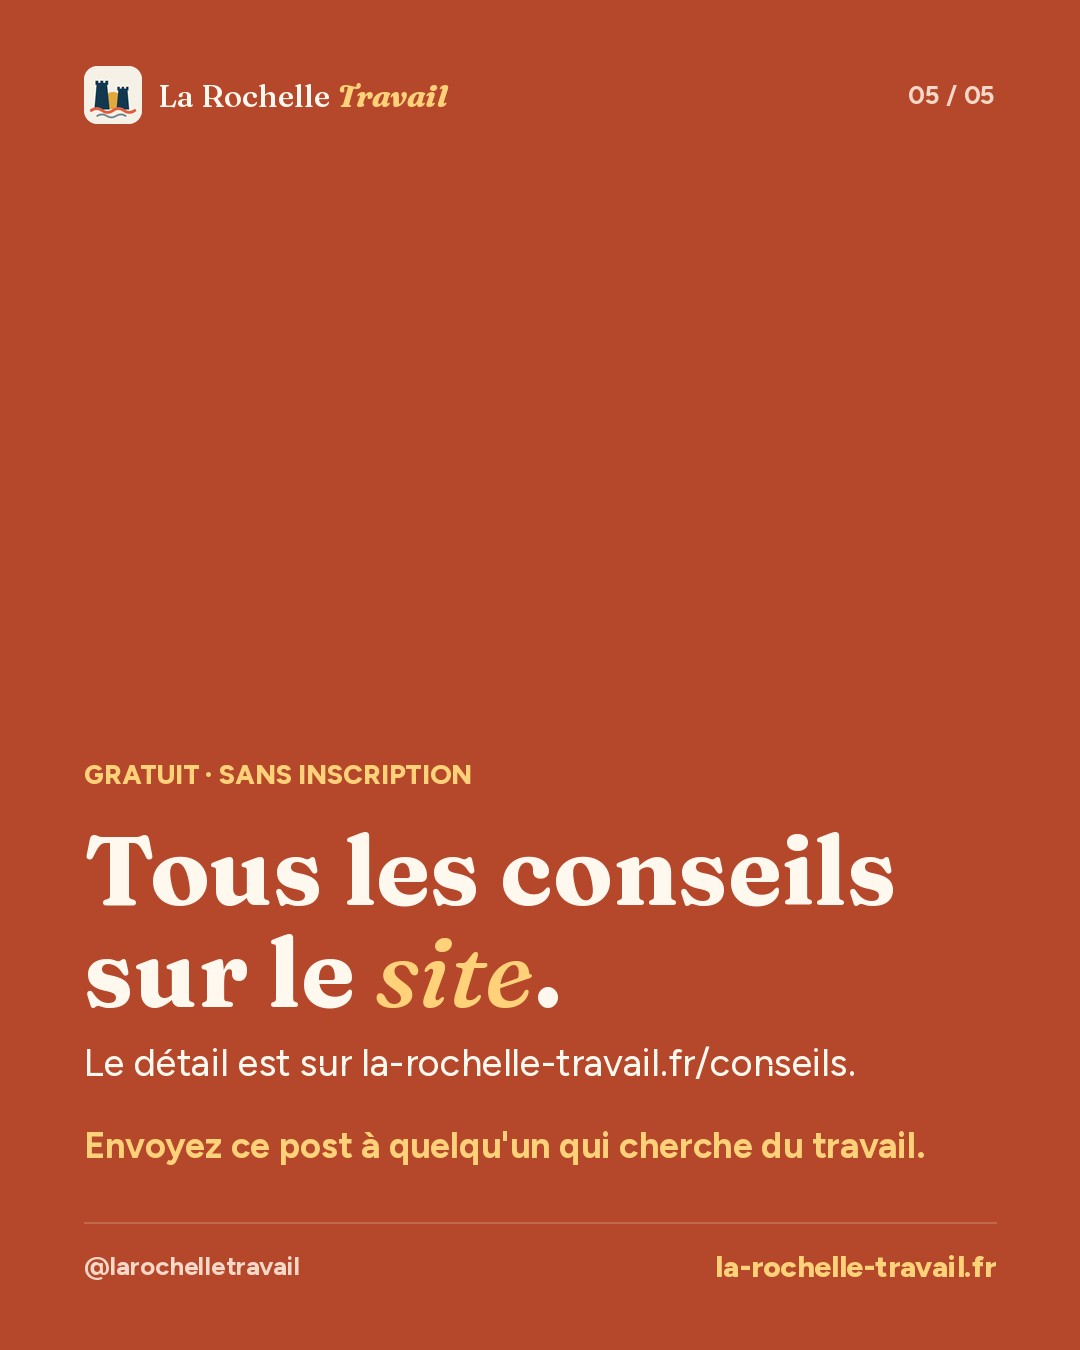 La Rochelle Travail
05 / 05
GRATUIT · SANS INSCRIPTION
Tous les conseils
sur le site.
Le détail est sur la-rochelle-travail.fr/conseils.
Envoyez ce post à quelqu'un qui cherche du travail.
@larochelletravail
la-rochelle-travail.fr